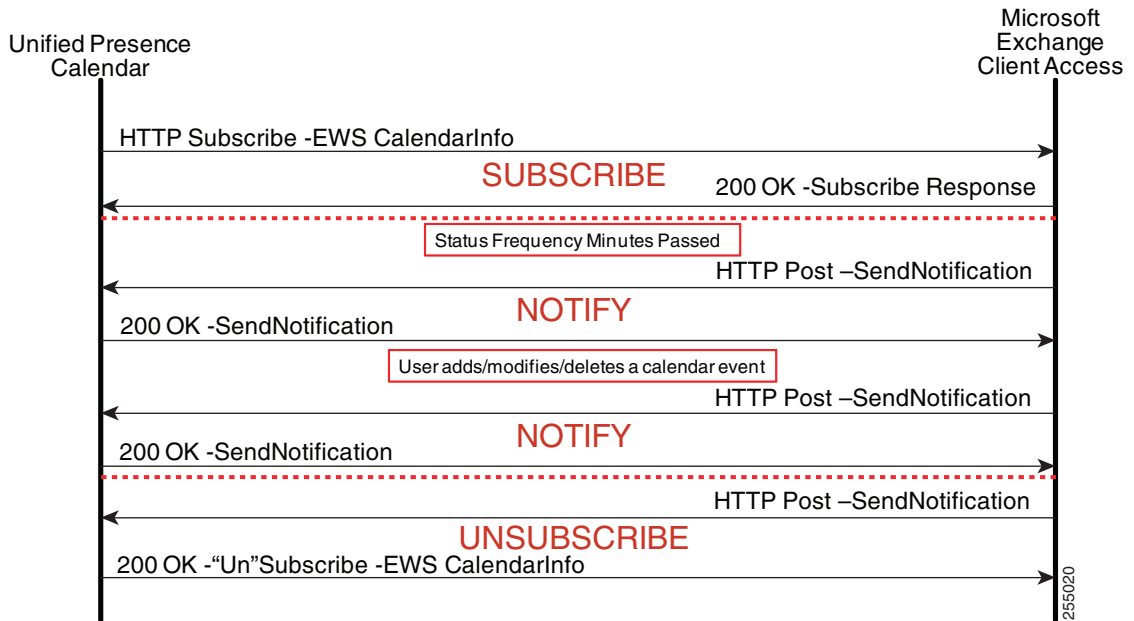 Unified Presence
Calendar
Microsoft
Exchange
Client Access
HTTP Subscribe -EWS CalendarInfo
SUBSCRIBE
200 OK -Subscribe Response
Status Frequency Minutes Passed
HTTP Post –SendNotification
NOTIFY
200 OK -SendNotification
User adds/modifies/deletes a calendar event
HTTP Post –SendNotification
NOTIFY
200 OK -SendNotification
HTTP Post –SendNotification
UNSUBSCRIBE
200 OK -“Un”Subscribe -EWS CalendarInfo
255020